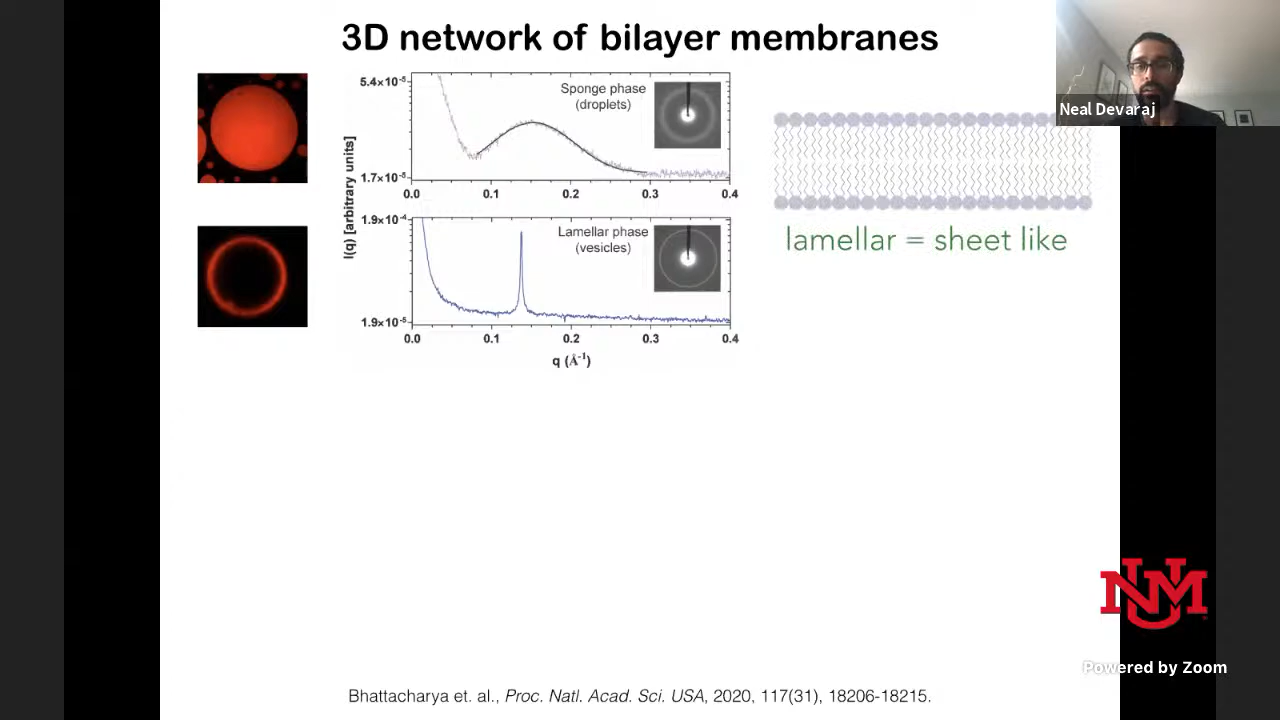 3D network of bilayer membranes
Neal Devaraj
5.4×10⁻⁵
Sponge phase
(droplets)
1.7×10⁻⁵
0.0 0.1 0.2 0.3 0.4
I(q) [arbitrary units]
1.9×10⁻⁴
Lamellar phase
(vesicles)
1.9×10⁻⁵
0.0 0.1 0.2 0.3 0.4
q (Å⁻¹)
lamellar = sheet like
UNM
Powered by Zoom
Bhattacharya et. al., Proc. Natl. Acad. Sci. USA, 2020, 117(31), 18206-18215.